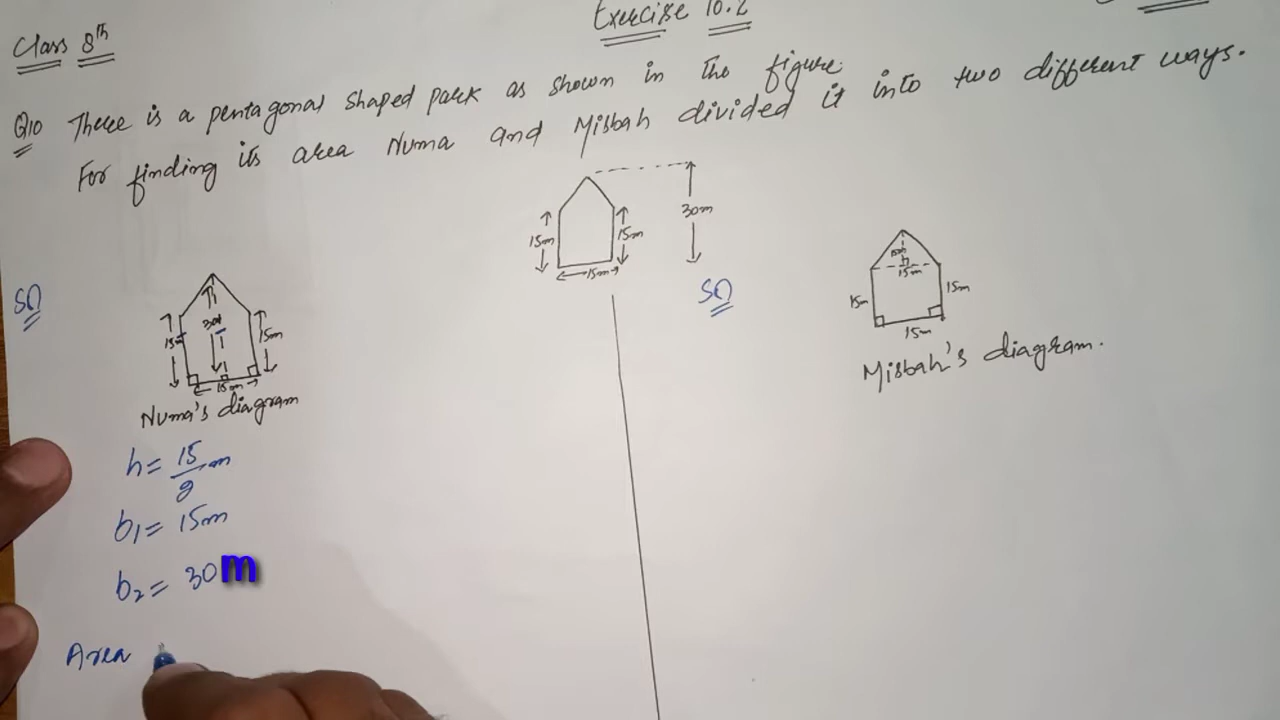 Class 8th
Exercise 10.2
Q10 There is a pentagonal shaped park as shown in the figure.
For finding its area Numa and Misbah divided it into two different ways.
15m
15m
30m
15m
Sol
15m
30
15m
Numa's diagram
h = 15/2 m
b1 = 15m
b2 = 30m
Area
Sol
15m
h
15m
15m
15m
15m
Misbah's diagram.